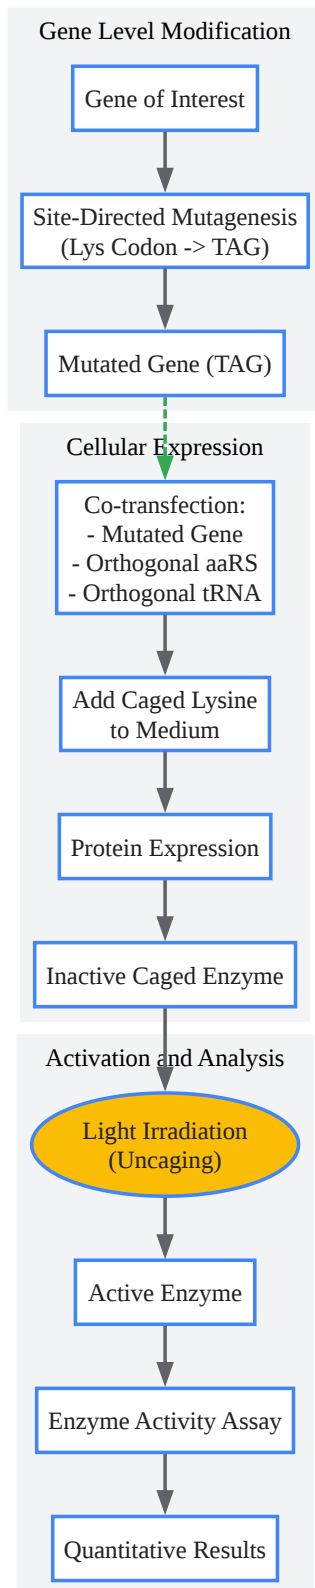 Gene Level Modification
Gene of Interest
Site-Directed Mutagenesis
(Lys Codon -> TAG)
Mutated Gene (TAG)
Cellular Expression
Co-transfection:
- Mutated Gene
- Orthogonal aaRS
- Orthogonal tRNA
Add Caged Lysine
to Medium
Protein Expression
Inactive Caged Enzyme
Activation and Analysis
Light Irradiation
(Uncaging)
Active Enzyme
Enzyme Activity Assay
Quantitative Results